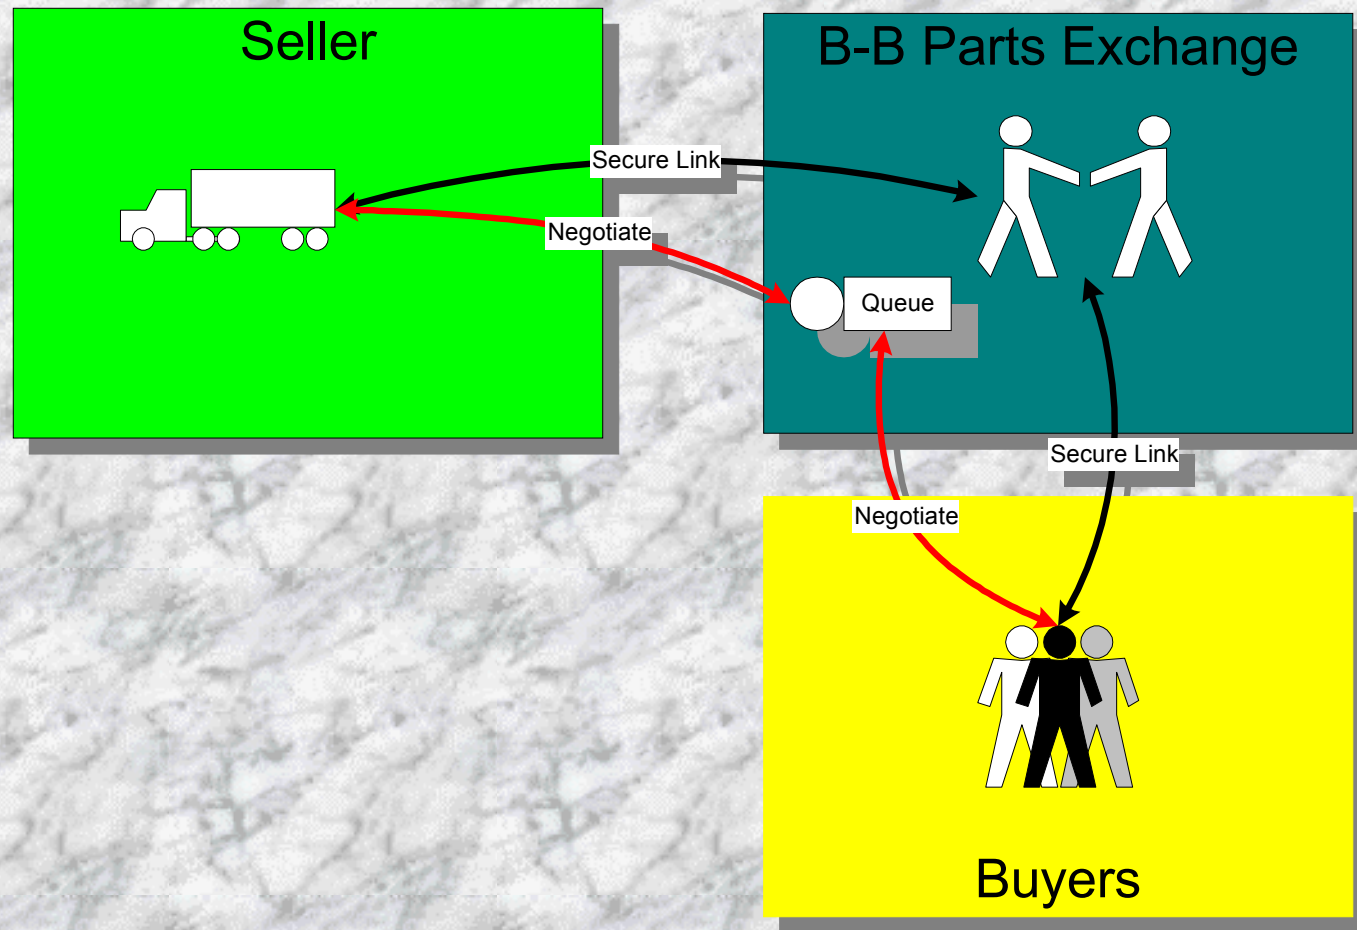 Seller
B-B Parts Exchange
Secure Link
Negotiate
Queue
Secure Link
Negotiate
Buyers